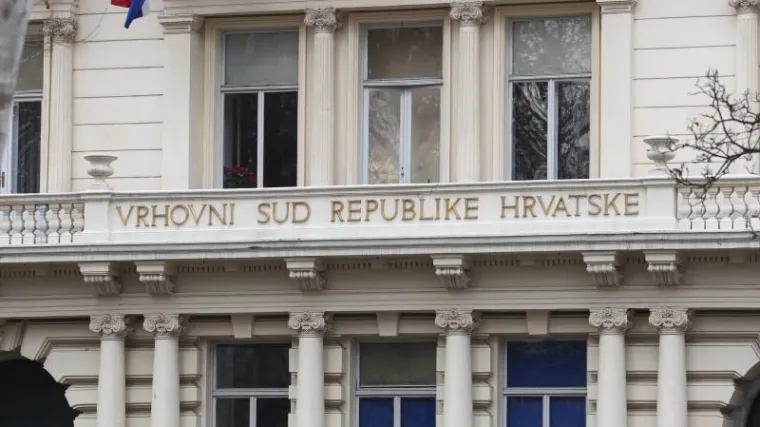 VRHOVNI SUD REPUBLIKE HRVATSKE